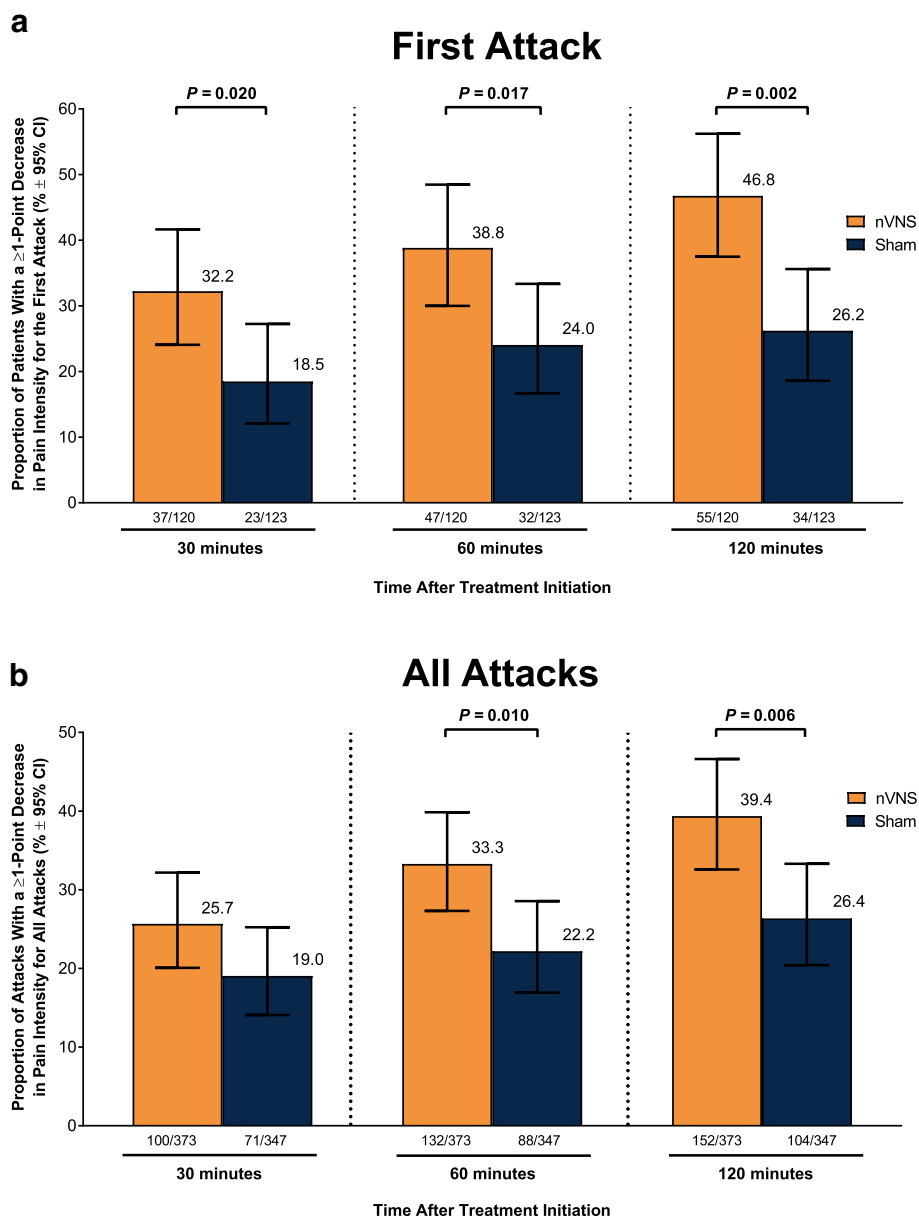 a
First Attack
P = 0.020
P = 0.017
P = 0.002
Proportion of Patients With a ≥1-Point Decrease
in Pain Intensity for the First Attack (% ± 95% CI)
60
50
40
30
20
10
0
32.2
18.5
38.8
24.0
46.8
26.2
nVNS
Sham
37/120 23/123 47/120 32/123 55/120 34/123
30 minutes 60 minutes 120 minutes
Time After Treatment Initiation
b
All Attacks
P = 0.010
P = 0.006
Proportion of Attacks With a ≥1-Point Decrease
in Pain Intensity for All Attacks (% ± 95% CI)
50
40
30
20
10
0
25.7
19.0
33.3
22.2
39.4
26.4
nVNS
Sham
100/373 71/347 132/373 88/347 152/373 104/347
30 minutes 60 minutes 120 minutes
Time After Treatment Initiation